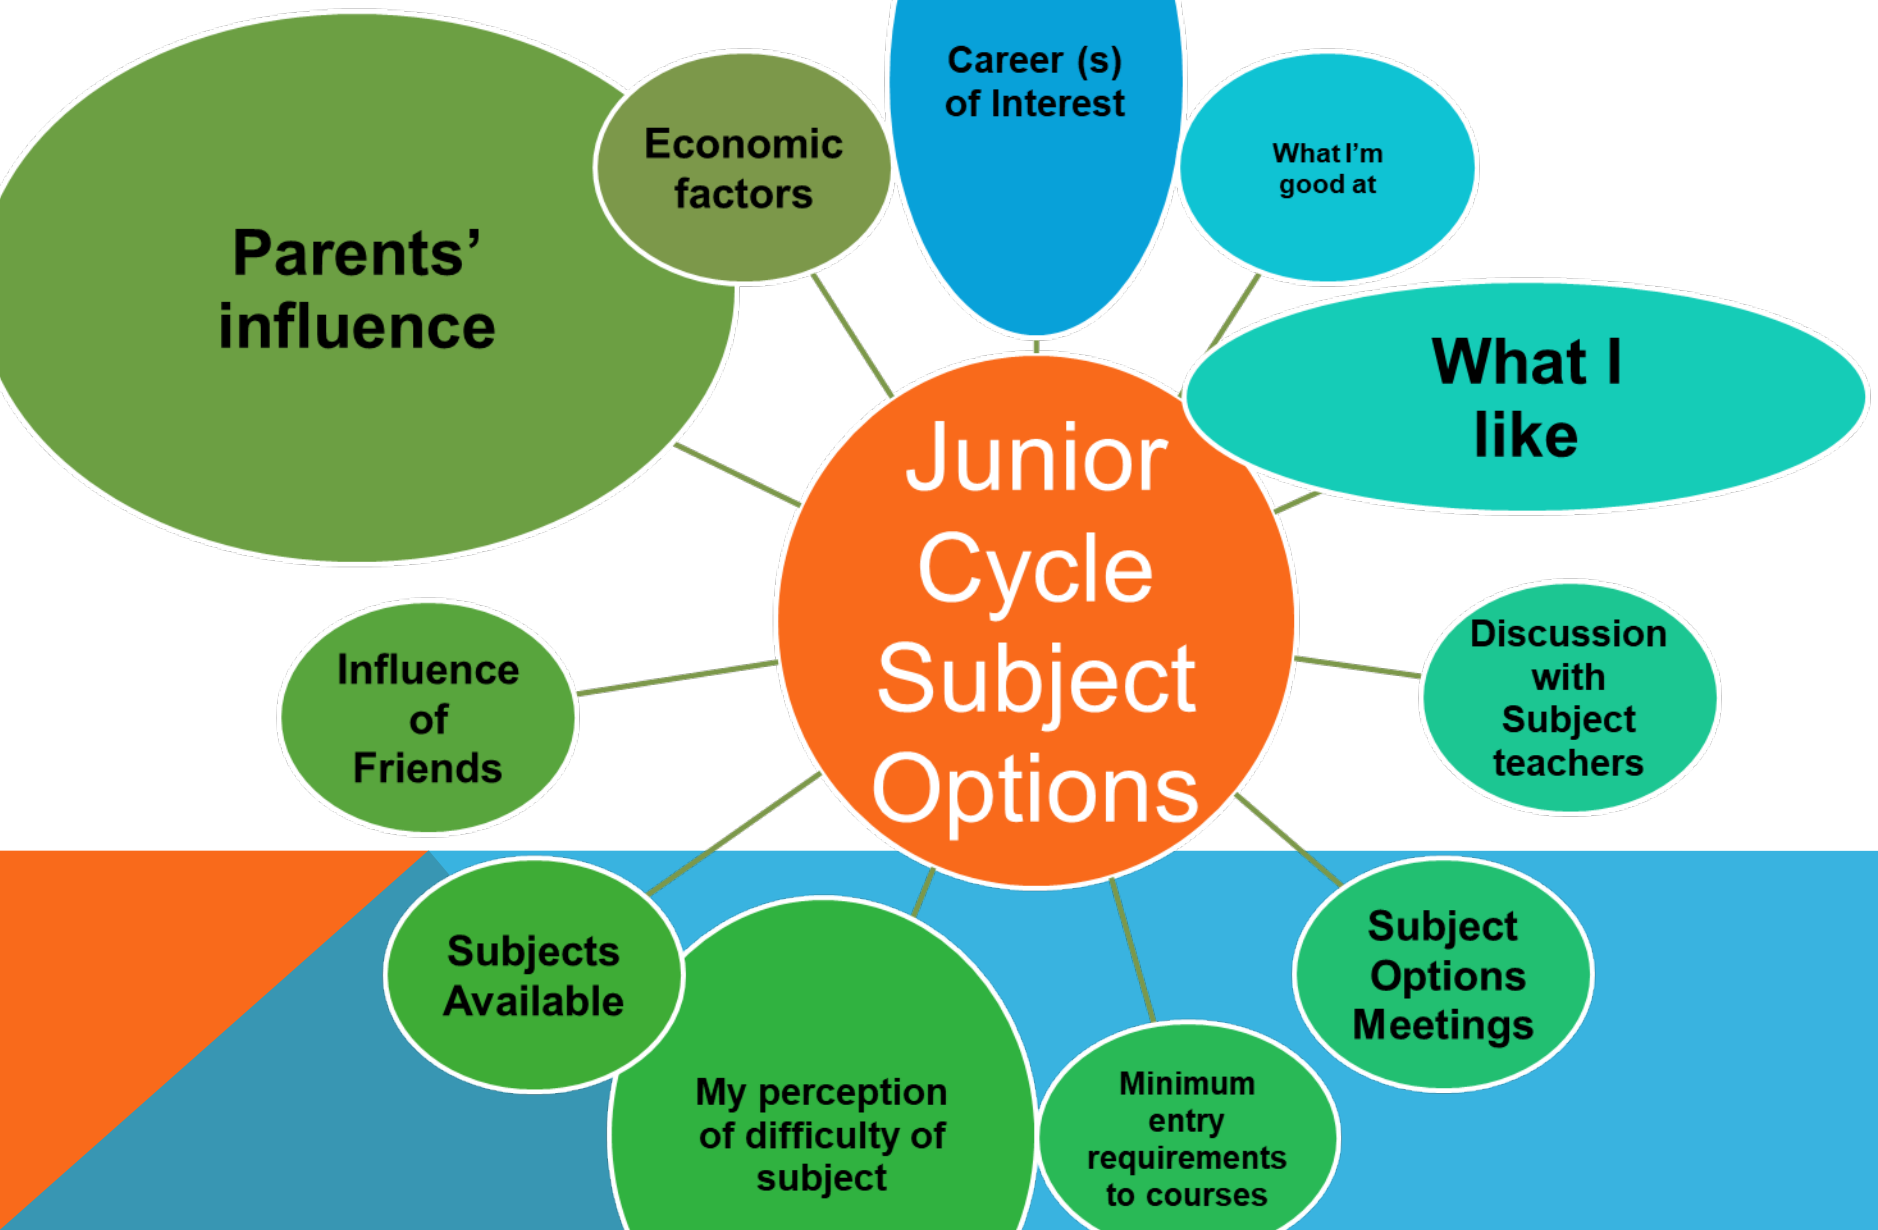 Career (s)
of Interest
Economic
factors
What I’m
good at
Parents’
influence
What I
like
Junior
Cycle
Subject
Options
Influence
of
Friends
Discussion
with
Subject
teachers
Subjects
Available
Subject
Options
Meetings
My perception
of difficulty of
subject
Minimum
entry
requirements
to courses